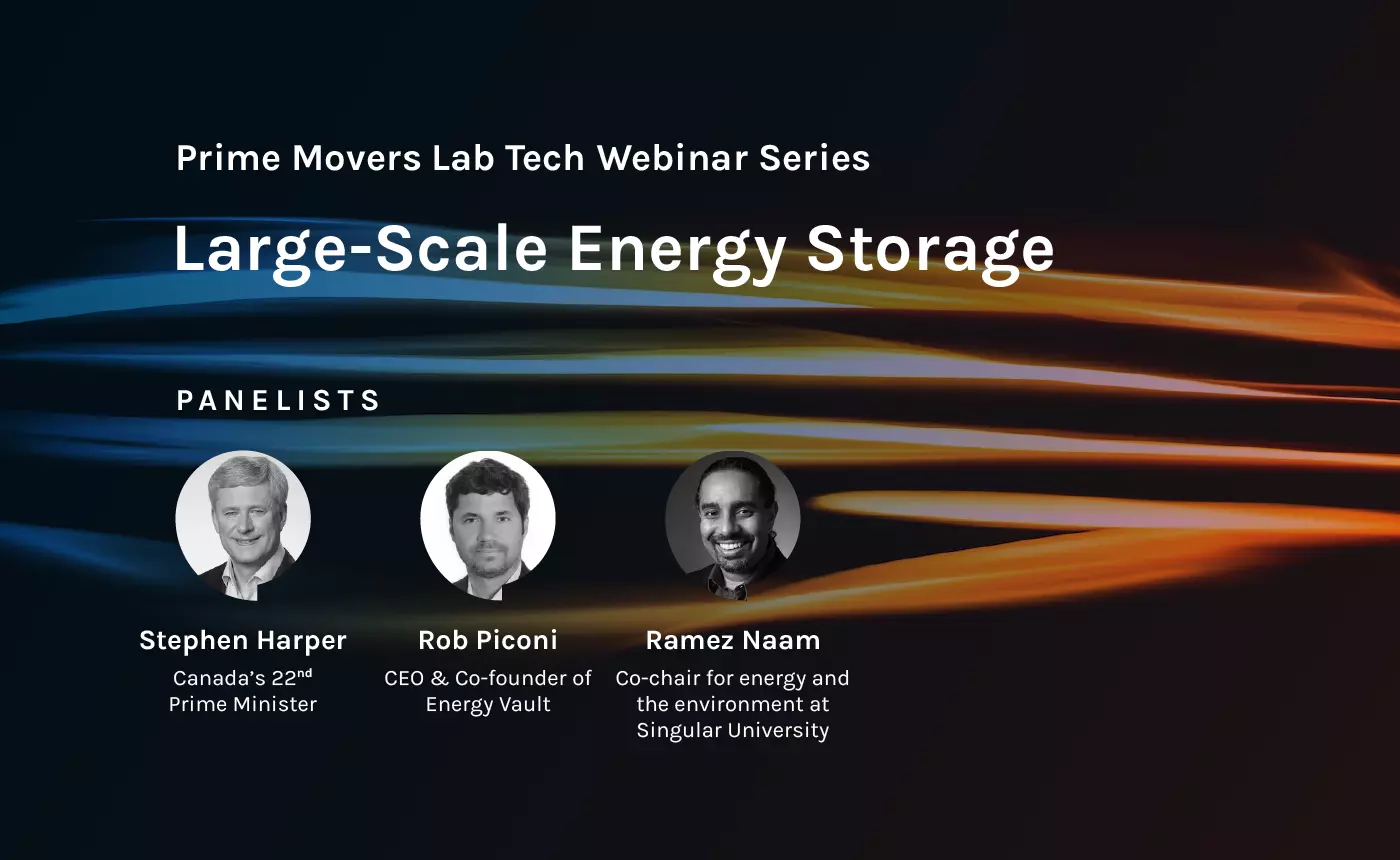 Prime Movers Lab Tech Webinar Series
Large-Scale Energy Storage
PANELISTS
Stephen Harper
Canada's 22nd
Prime Minister
Rob Piconi
CEO & Co-founder of
Energy Vault
Ramez Naam
Co-chair for energy and
the environment at
Singular University